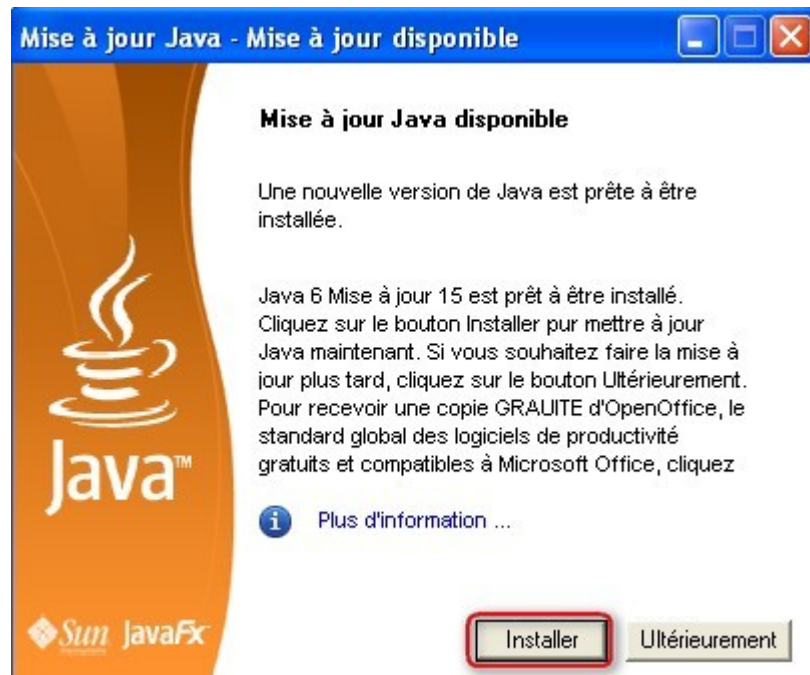 Mise à jour Java - Mise à jour disponible
Mise à jour Java disponible
Une nouvelle version de Java est prête à être
installée.
Java 6 Mise à jour 15 est prêt à être installé.
Cliquez sur le bouton Installer pur mettre à jour
Java maintenant. Si vous souhaitez faire la mise à
jour plus tard, cliquez sur le bouton Ultérieurement.
Pour recevoir une copie GRAUITE d'OpenOffice, le
standard global des logiciels de productivité
gratuits et compatibles à Microsoft Office, cliquez
Java™
Plus d'information ...
Sun JavaFx
Installer
Ultérieurement